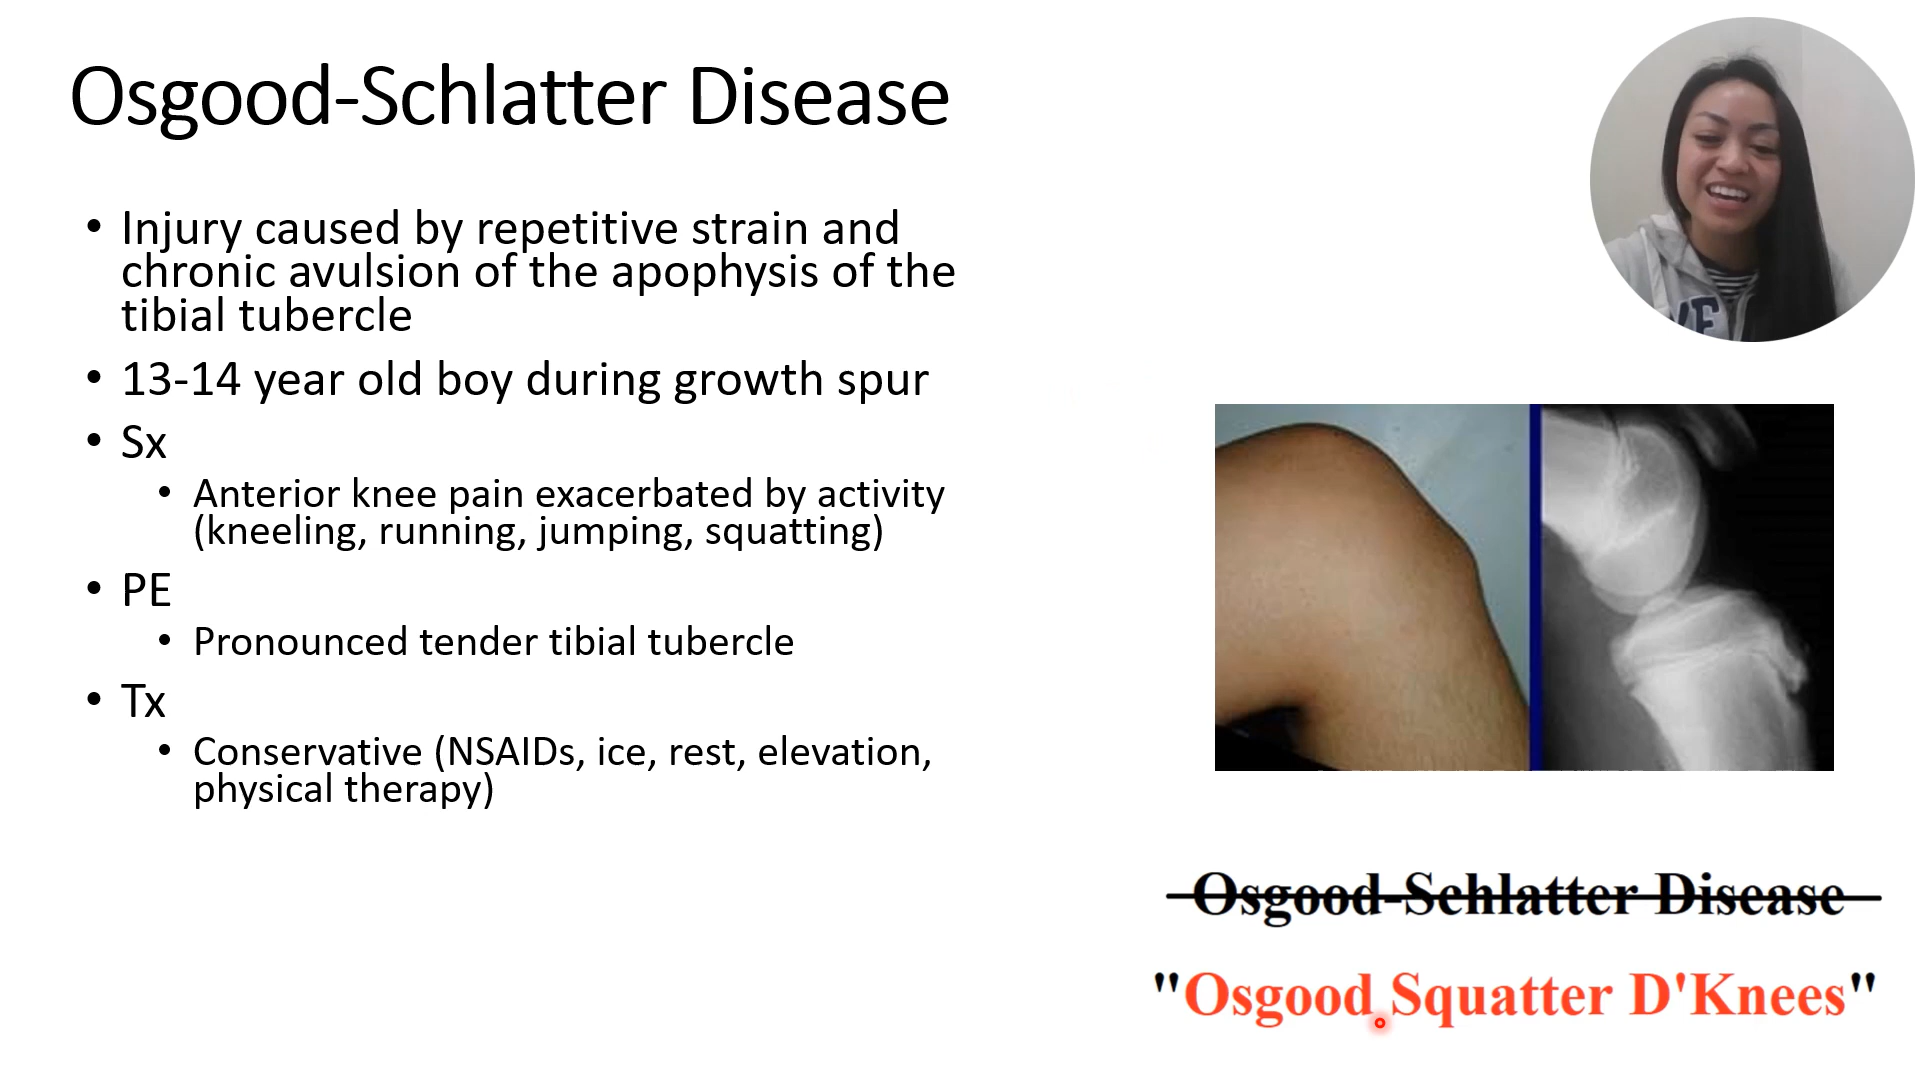 Osgood-Schlatter Disease
• Injury caused by repetitive strain and
chronic avulsion of the apophysis of the
tibial tubercle
• 13-14 year old boy during growth spur
• Sx
• Anterior knee pain exacerbated by activity
(kneeling, running, jumping, squatting)
• PE
• Pronounced tender tibial tubercle
• Tx
• Conservative (NSAIDs, ice, rest, elevation,
physical therapy)
Osgood-Schlatter Disease
"Osgood Squatter D'Knees"